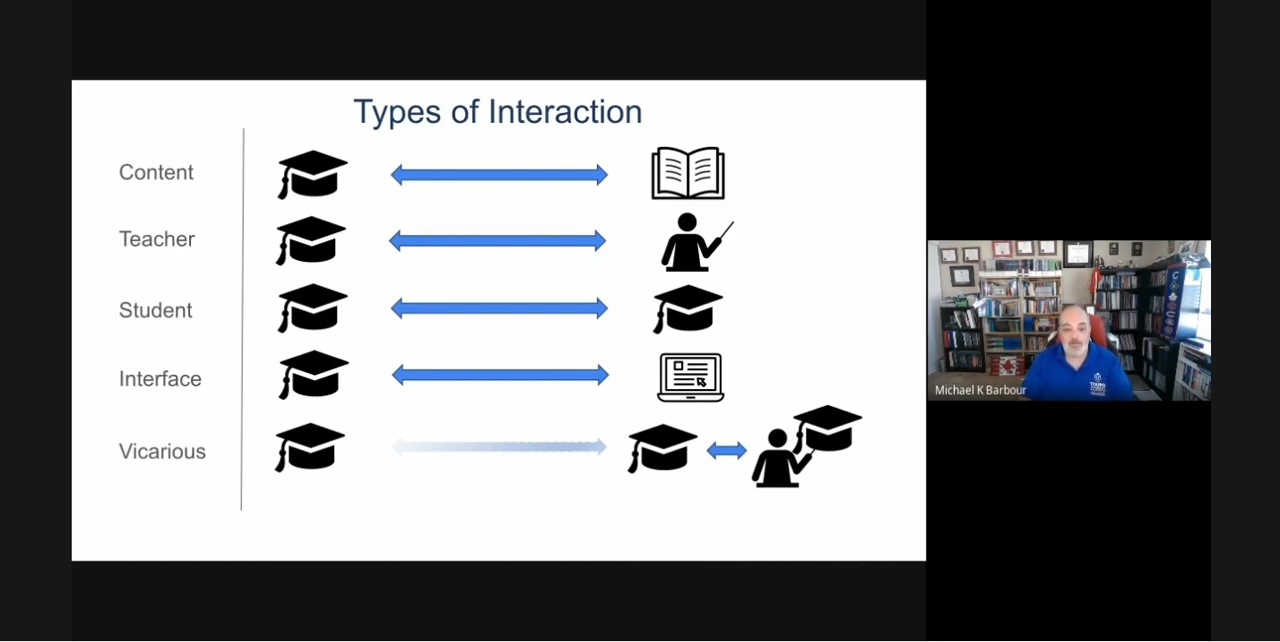 Types of Interaction
Content
Teacher
Student
Interface
Vicarious
Michael K Barbour